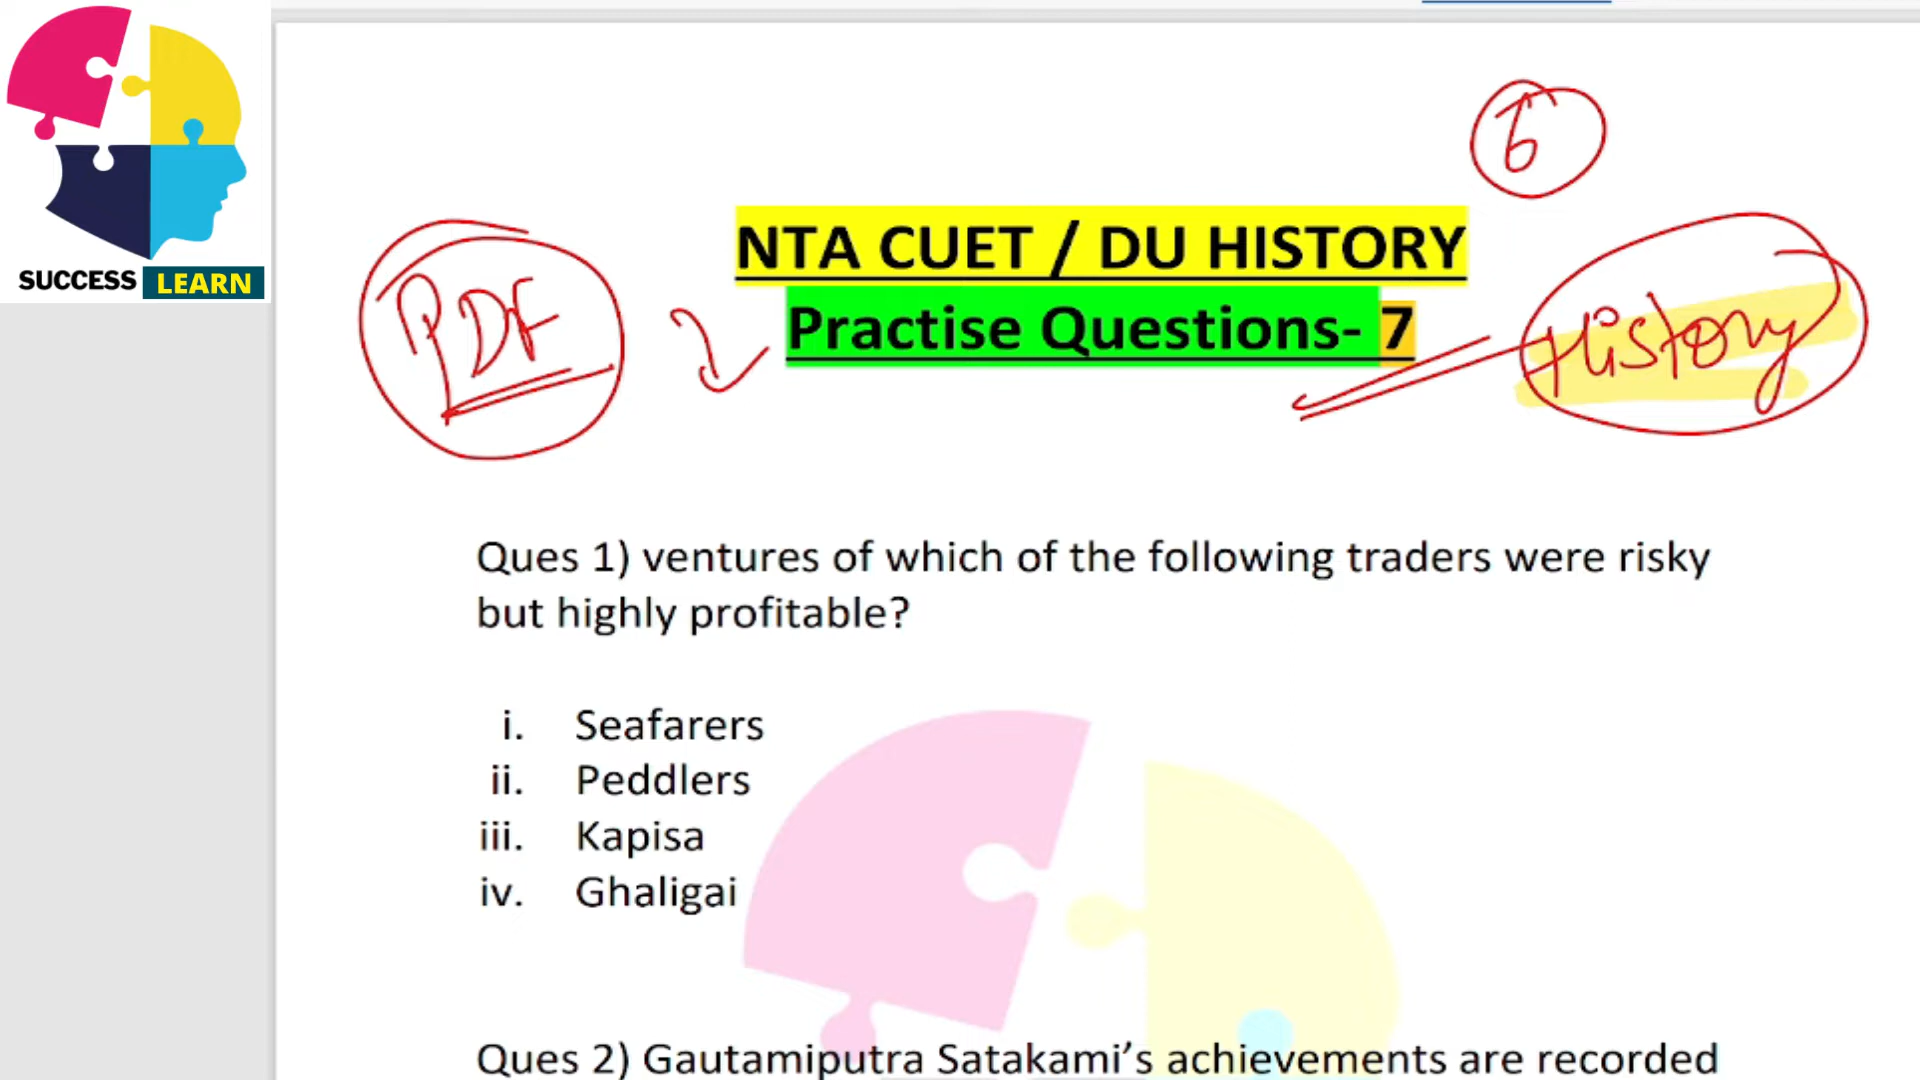 SUCCESS LEARN
6
NTA CUET / DU HISTORY
Practise Questions- 7
PDF
History
Ques 1) ventures of which of the following traders were risky
but highly profitable?
i. Seafarers
ii. Peddlers
iii. Kapisa
iv. Ghaligai
Ques 2) Gautamiputra Satakami’s achievements are recorded